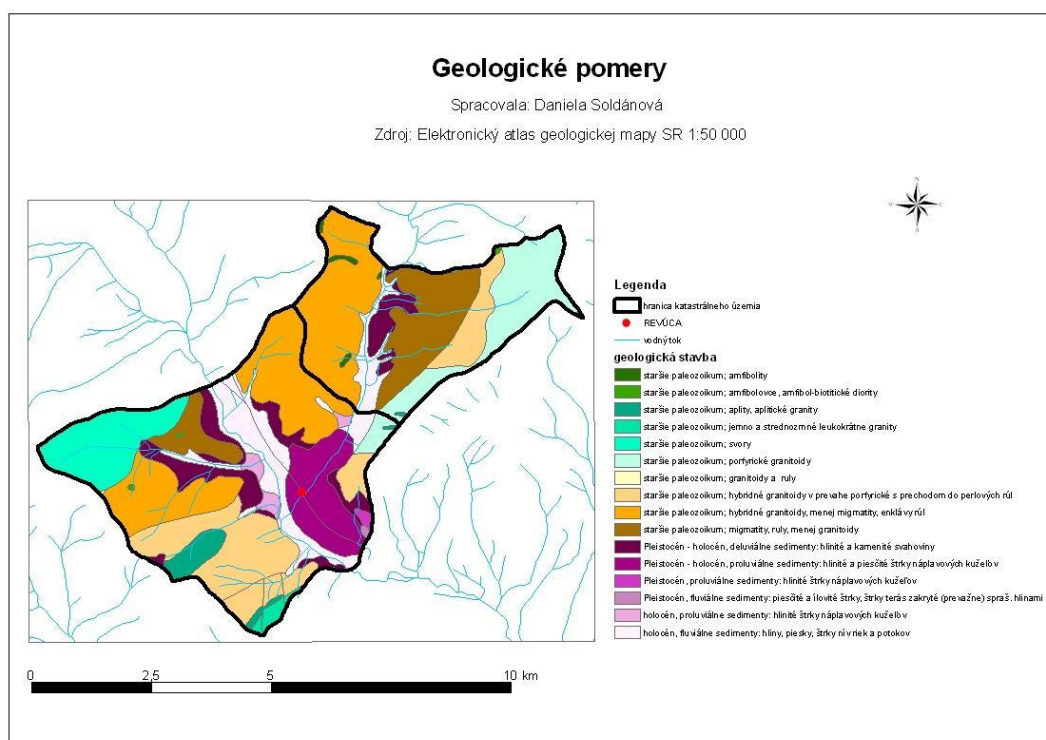 Geologické pomery
Spracovala: Daniela Soldánová
Zdroj: Elektronický atlas geologickej mapy SR 1:50 000
N
W
E
S
Legenda
hranica katastrálneho územia
REVÚCA
vodný tok
geologická stavba
staršie paleozoikum; amfibolity
staršie paleozoikum; amfibolovce, amfibol-biotitické diority
staršie paleozoikum; aplity, aplitické granity
staršie paleozoikum; jemno a strednozrnné leukokrátne granity
staršie paleozoikum; svory
staršie paleozoikum; porfyrické granitoidy
staršie paleozoikum; granitoidy a ruly
staršie paleozoikum; hybridné granitoidy v prevahe porfyrické s prechodom do perlových rúl
staršie paleozoikum; hybridné granitoidy, menej migmatity, enklávy rúl
staršie paleozoikum; migmatity, ruly, menej granitoidy
Pleistocén - holocén, deluviálne sedimenty: hlinité a kamenité svahoviny
Pleistocén - holocén, proluviálne sedimenty: hlinité a piesčité štrky náplavových kužeľov
Pleistocén, proluviálne sedimenty: hlinité štrky náplavových kužeľov
Pleistocén, fluviálne sedimenty: piesčité a ílovité štrky, štrky terás zakryté (prevažne) spraš. hlinami
holocén, proluviálne sedimenty: hlinité štrky náplavových kužeľov
holocén, fluviálne sedimenty: hliny, piesky, štrky nív riek a potokov
0 2,5 5 10 km